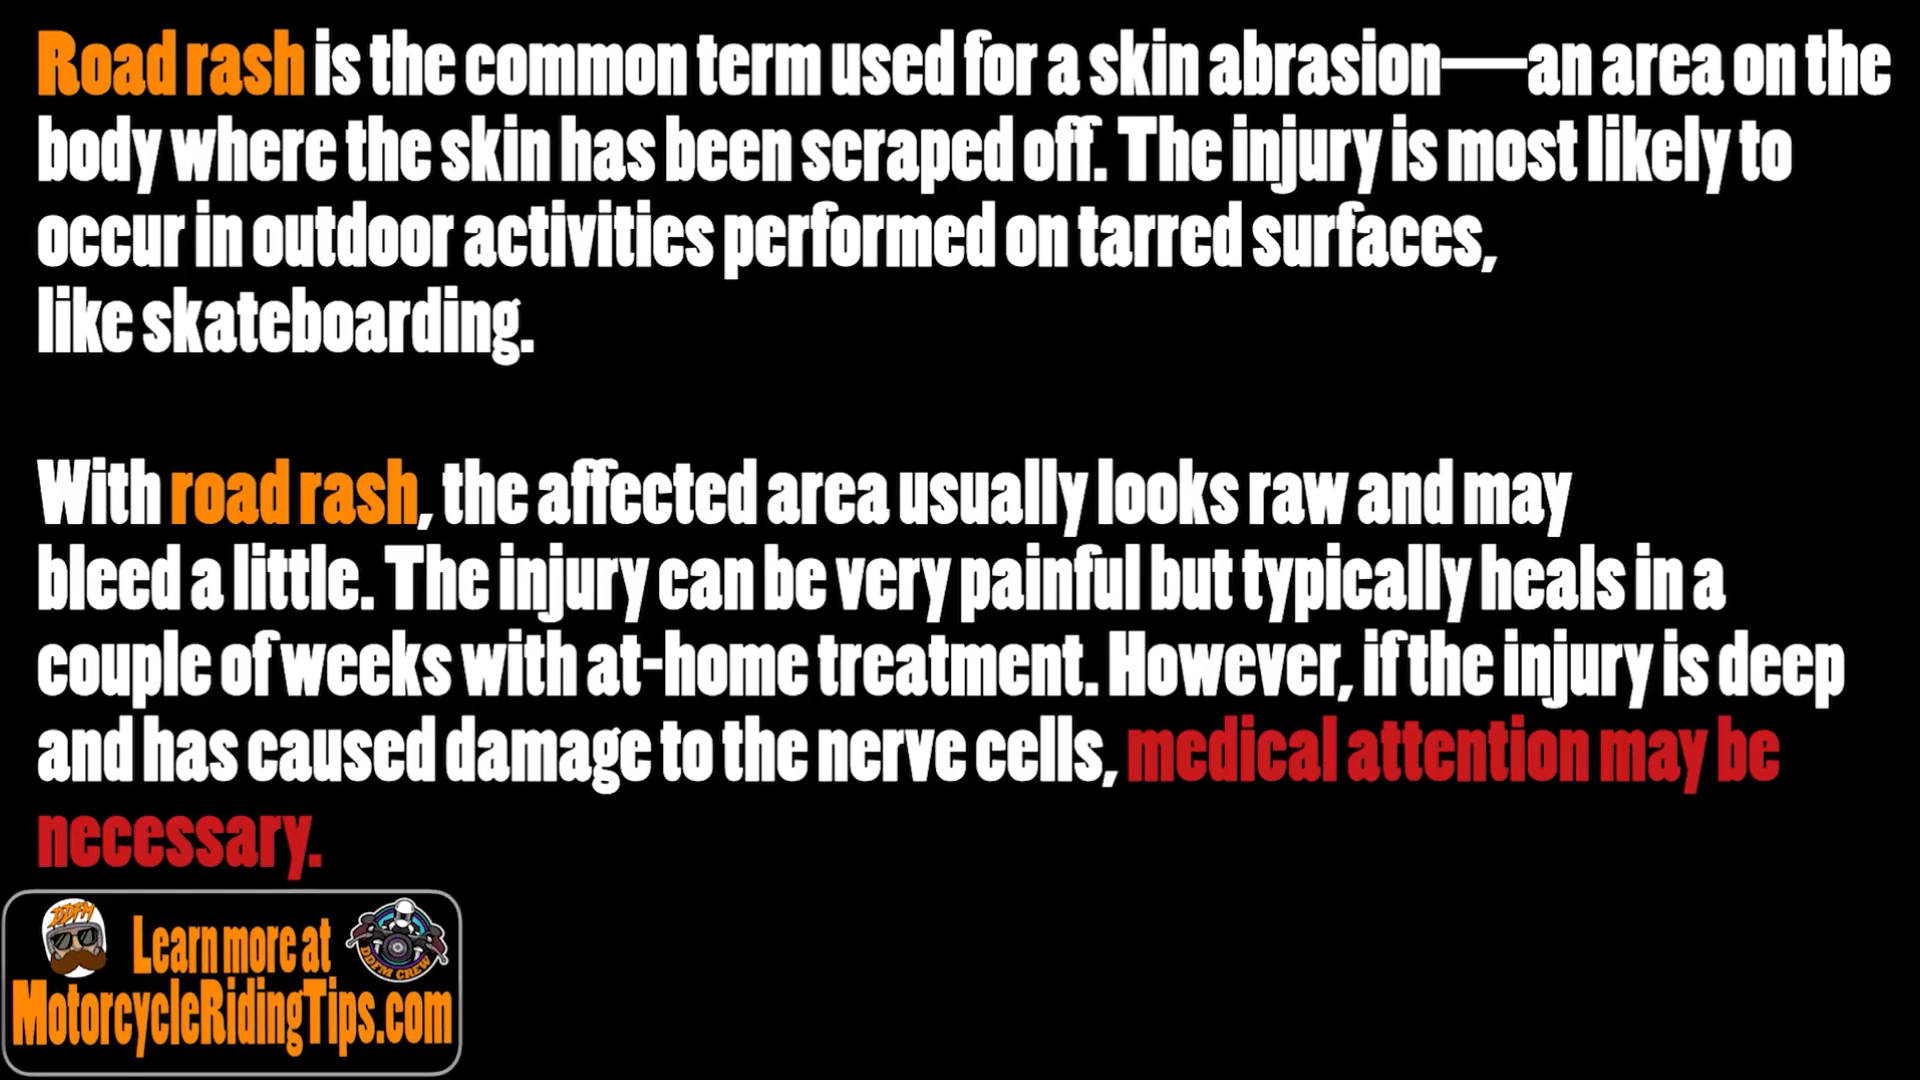 Road rash is the common term used for a skin abrasion—an area on the
body where the skin has been scraped off. The injury is most likely to
occur in outdoor activities performed on tarred surfaces,
like skateboarding.
With road rash, the affected area usually looks raw and may
bleed a little. The injury can be very painful but typically heals in a
couple of weeks with at-home treatment. However, if the injury is deep
and has caused damage to the nerve cells, medical attention may be
necessary.
DDFM
Learn more at
DDFM CREW
MotorcycleRidingTips.com